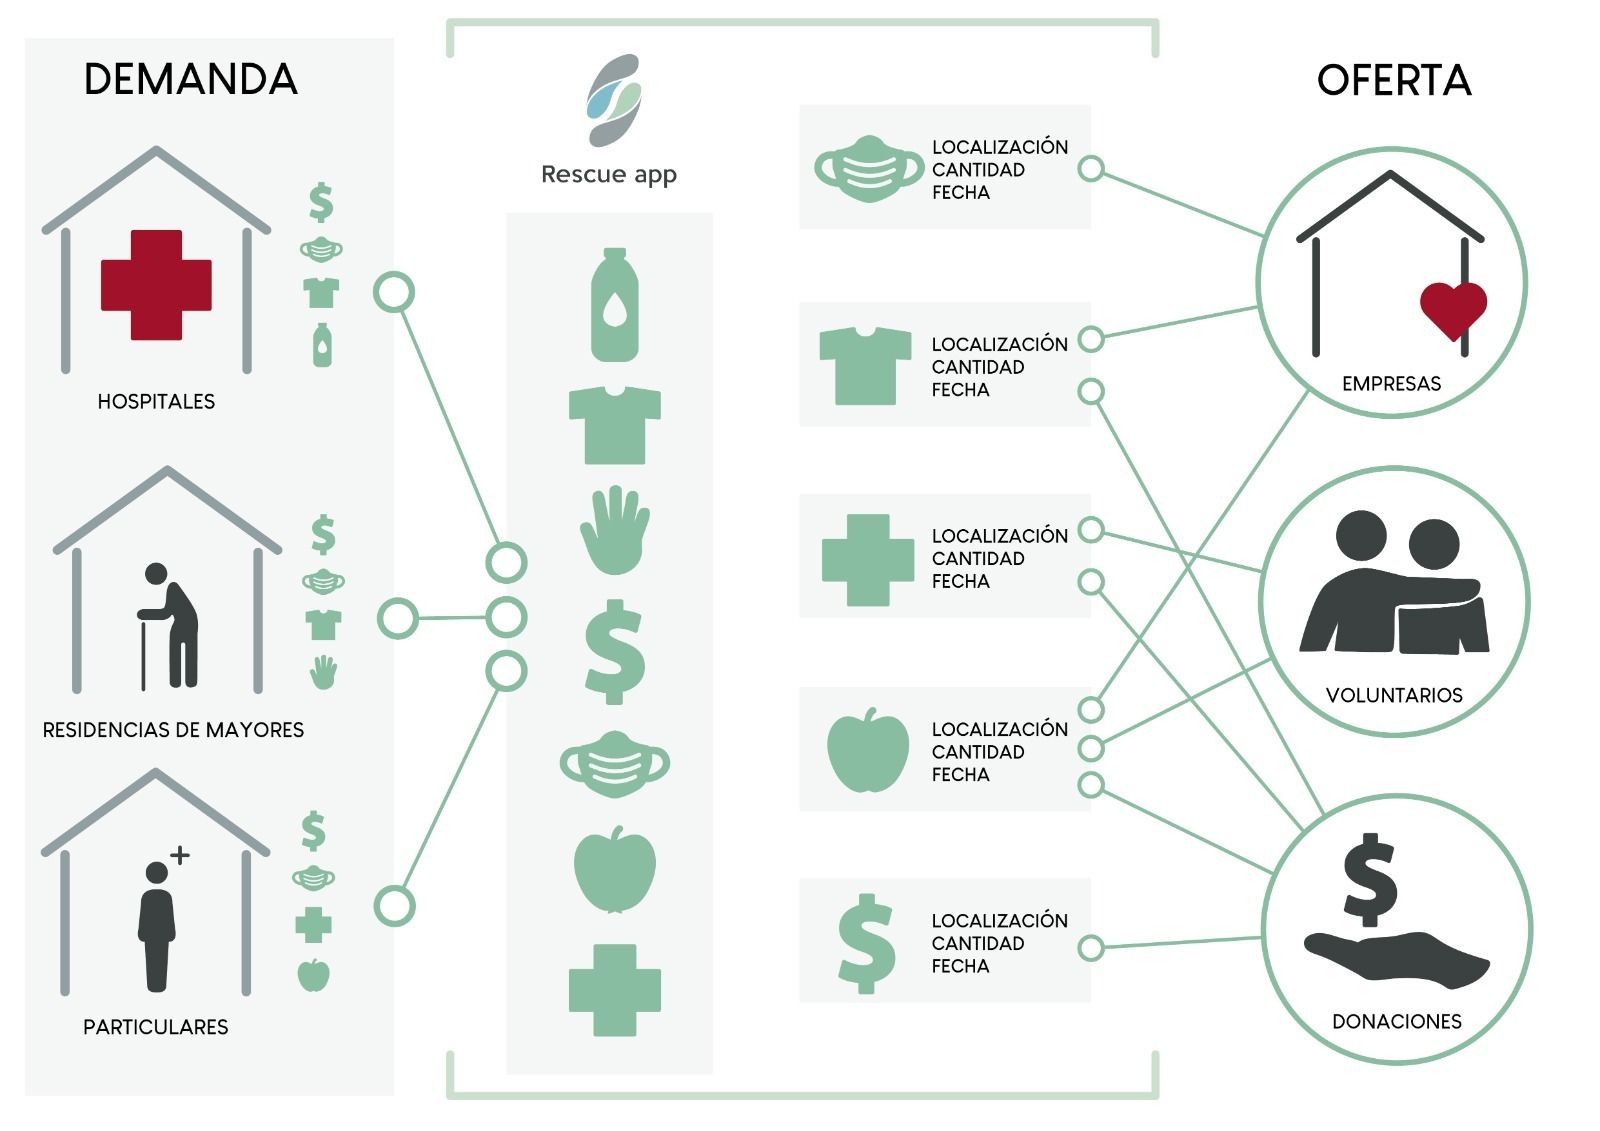 DEMANDA
HOSPITALES
RESIDENCIAS DE MAYORES
PARTICULARES
Rescue app
LOCALIZACIÓN
CANTIDAD
FECHA
LOCALIZACIÓN
CANTIDAD
FECHA
LOCALIZACIÓN
CANTIDAD
FECHA
LOCALIZACIÓN
CANTIDAD
FECHA
LOCALIZACIÓN
CANTIDAD
FECHA
OFERTA
EMPRESAS
VOLUNTARIOS
DONACIONES